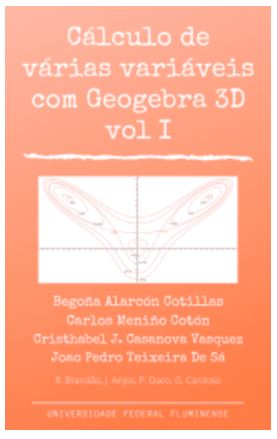 Cálculo de
várias variáveis
com Geogebra 3D
vol I
Begoña Alarcón Cotillas
Carlos Meniño Cotón
Cristhabel J. Casanova Vasquez
Joao Pedro Teixeira De Sá
R. Brandão, J. Anjos, P. Daco, G. Cardoso
UNIVERSIDADE FEDERAL FLUMINENSE